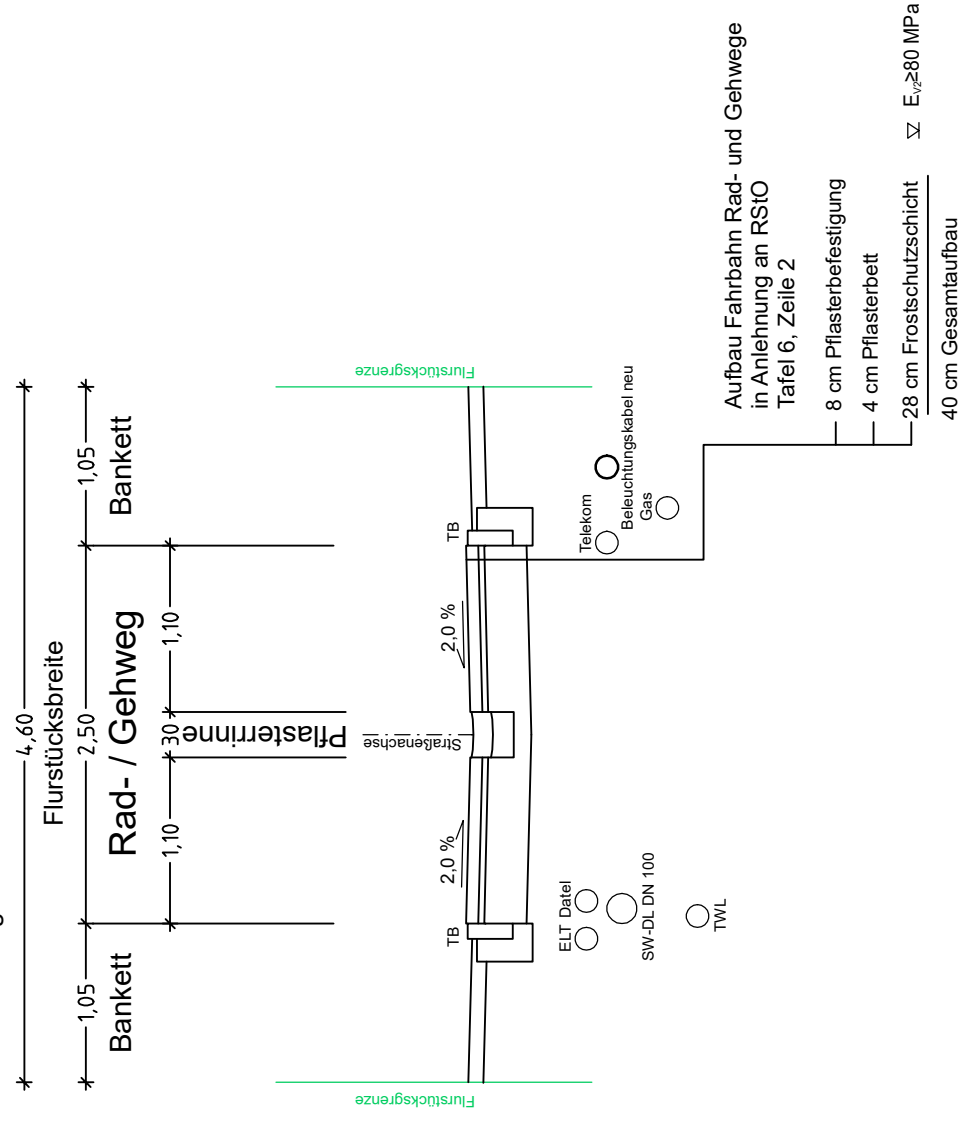 4,60
Flurstücksbreite
1,05
2,50
1,05
Bankett
Rad- / Gehweg
Bankett
1,10
30
1,10
Pflasterrinne
Straßenachse
Flurstücksgrenze
Flurstücksgrenze
2,0 %
2,0 %
TB
TB
ELT
Datel
SW-DL DN 100
TWL
Telekom
Beleuchtungskabel neu
Gas
Aufbau Fahrbahn Rad- und Gehwege
in Anlehnung an RStO
Tafel 6, Zeile 2
8 cm Pflasterbefestigung
4 cm Pflasterbett
28 cm Frostschutzschicht
E_V2≥80 MPa
40 cm Gesamtaufbau